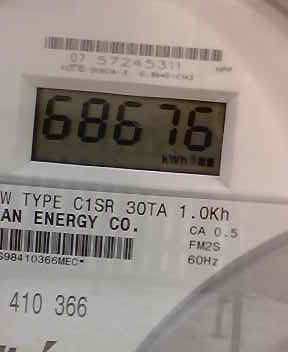 07 57245311
68676
kWh
W TYPE C1SR 30TA 1.0Kh
AN ENERGY CO.
CA 0.5
FM2S
60Hz
S98410366MEC*
410 366